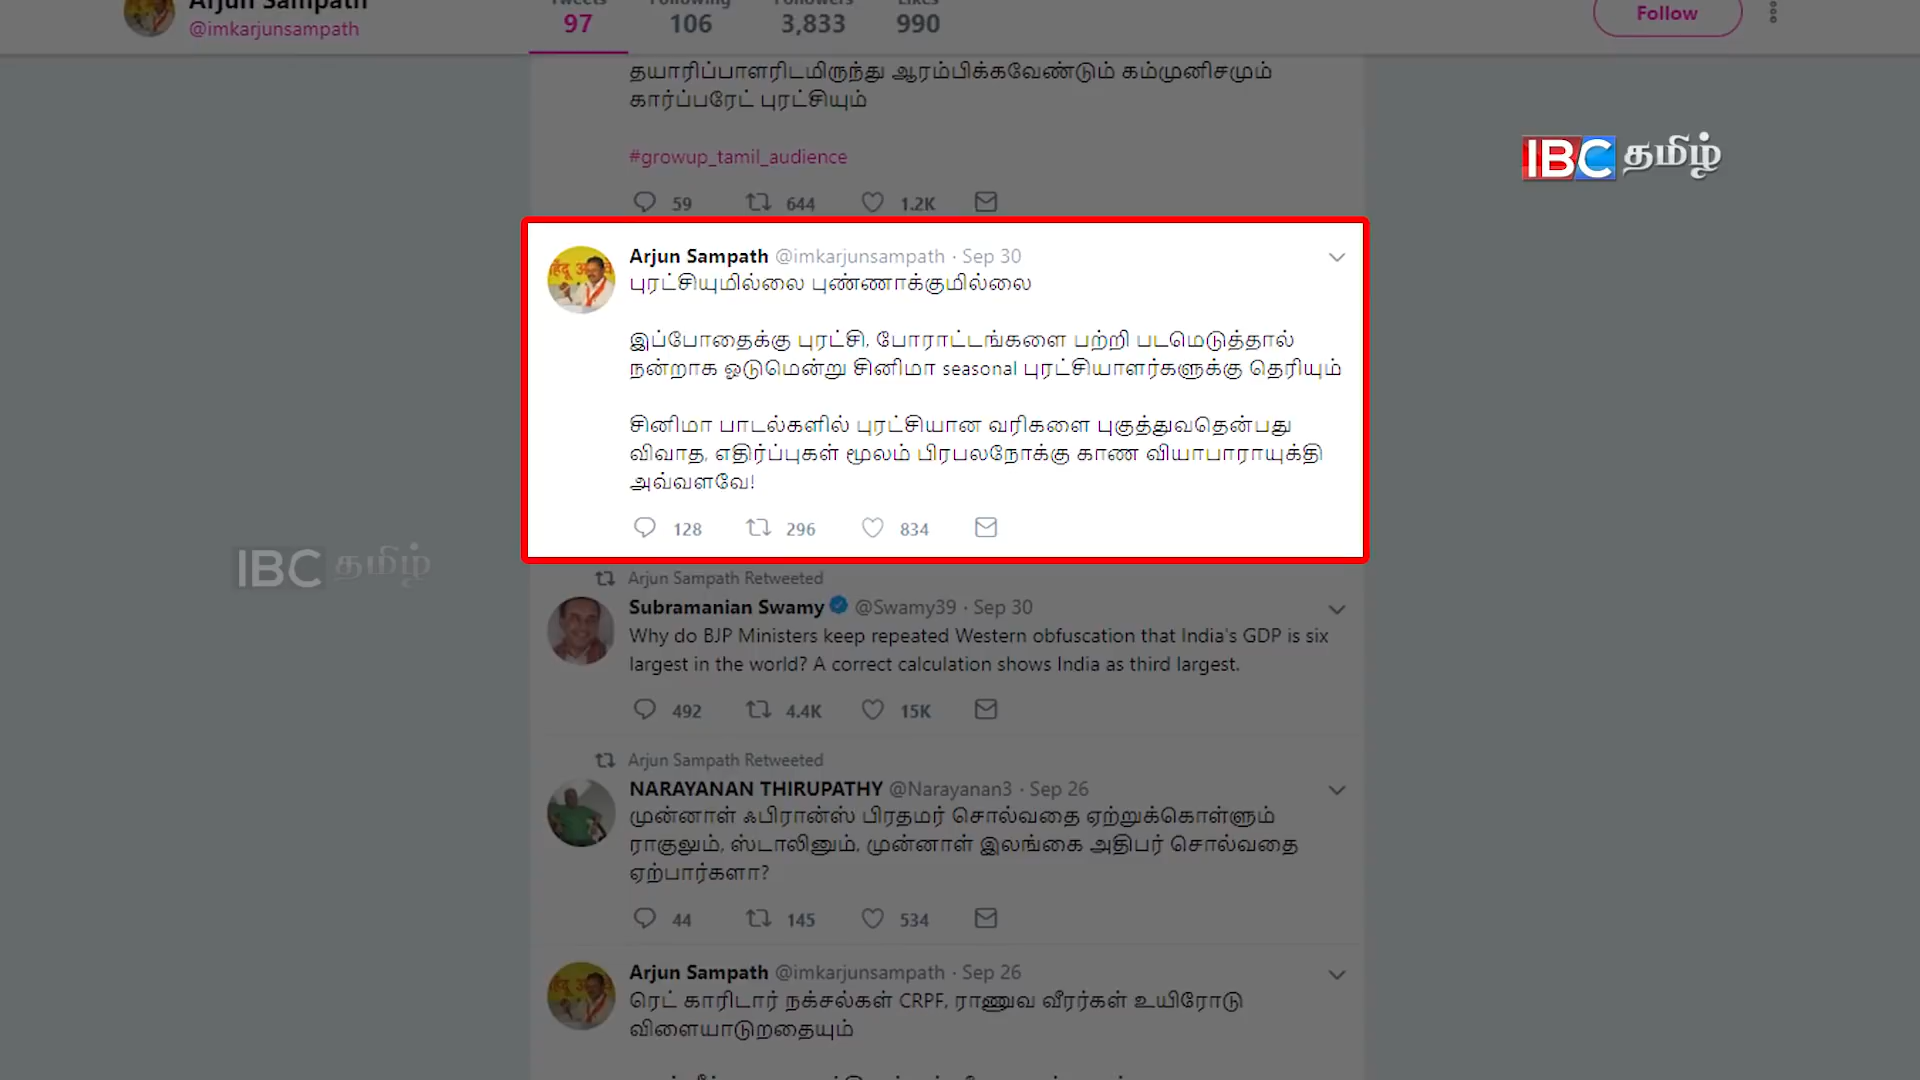 Arjun Sampath
@imkarjunsampath
Tweets Following Followers Likes
97 106 3,833 990
Follow
தயாரிப்பாளரிடமிருந்து ஆரம்பிக்கவேண்டும் கம்முனிசமும்
கார்ப்பரேட் புரட்சியும்
#growup_tamil_audience
59 644 1.2K
IBC தமிழ்
Arjun Sampath @imkarjunsampath · Sep 30
புரட்சியுமில்லை புண்ணாக்குமில்லை
இப்போதைக்கு புரட்சி, போராட்டங்களை பற்றி படமெடுத்தால்
நன்றாக ஓடுமென்று சினிமா seasonal புரட்சியாளர்களுக்கு தெரியும்
சினிமா பாடல்களில் புரட்சியான வரிகளை புகுத்துவதென்பது
விவாத, எதிர்ப்புகள் மூலம் பிரபலநோக்கு காண வியாபாராயுக்தி
அவ்வளவே!
128 296 834
IBC தமிழ்
Arjun Sampath Retweeted
Subramanian Swamy @Swamy39 · Sep 30
Why do BJP Ministers keep repeated Western obfuscation that India's GDP is six
largest in the world? A correct calculation shows India as third largest.
492 4.4K 15K
Arjun Sampath Retweeted
NARAYANAN THIRUPATHY @Narayanan3 · Sep 26
முன்னாள் ஃபிரான்ஸ் பிரதமர் சொல்வதை ஏற்றுக்கொள்ளும்
ராகுலும், ஸ்டாலினும், முன்னாள் இலங்கை அதிபர் சொல்வதை
ஏற்பார்களா?
44 145 534
Arjun Sampath @imkarjunsampath · Sep 26
ரெட் காரிடார் நக்சல்கள் CRPF, ராணுவ வீரர்கள் உயிரோடு
விளையாடுறதையும்